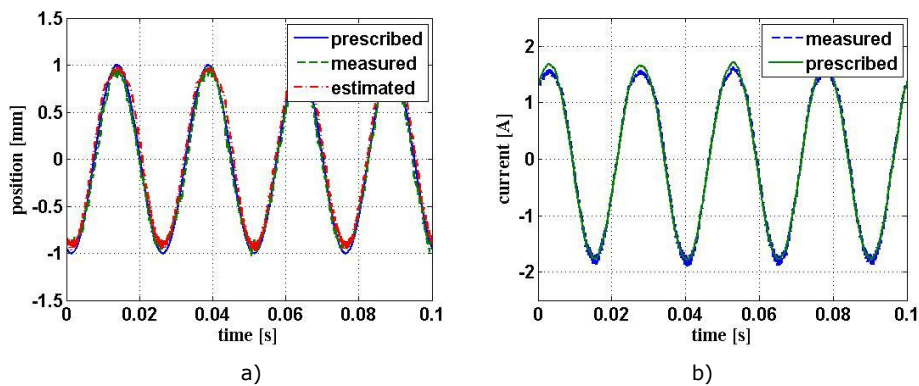 1.5
1
0.5
0
-0.5
-1
-1.5
position [mm]
prescribed
measured
estimated
0 0.02 0.04 0.06 0.08 0.1
time [s]
a)
2
1
0
-1
-2
current [A]
measured
prescribed
0 0.02 0.04 0.06 0.08 0.1
time [s]
b)